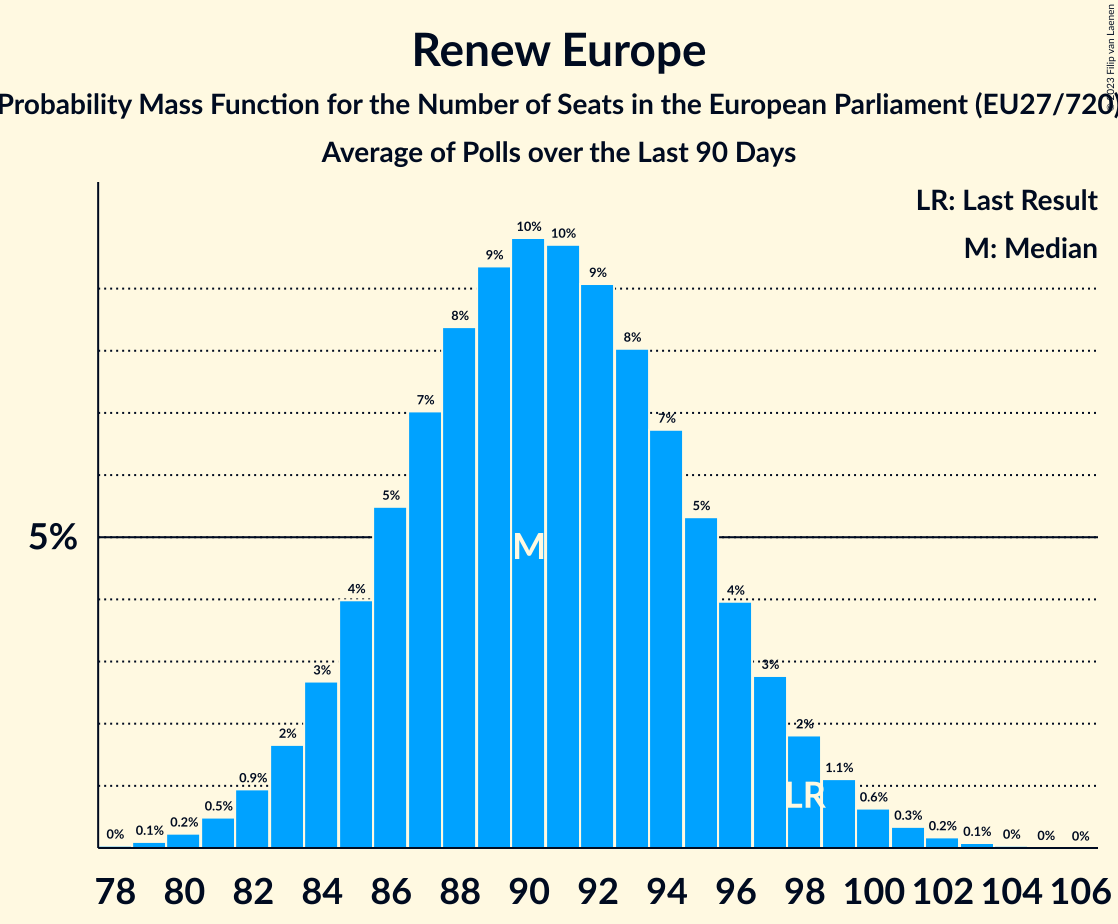 Renew Europe
Probability Mass Function for the Number of Seats in the European Parliament (EU27/720)
Average of Polls over the Last 90 Days
© 2023 Filip van Laenen
LR: Last Result
M: Median
5%
0% 0.1% 0.2% 0.5% 0.9% 2% 3% 4% 5% 7% 8% 9% 10% 10% 9% 8% 7% 5% 4% 3% 2% 1.1% 0.6% 0.3% 0.2% 0.1% 0% 0% 0%
M
LR
78 80 82 84 86 88 90 92 94 96 98 100 102 104 106